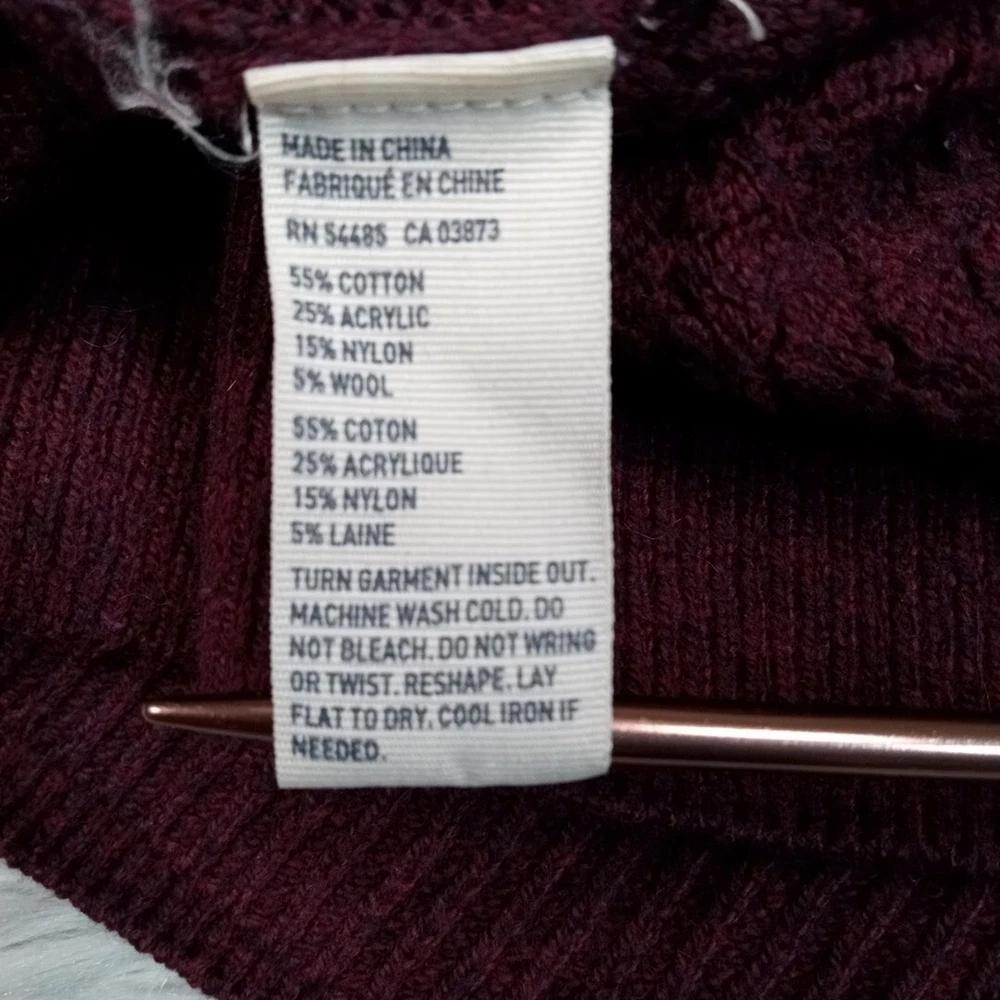 MADE IN CHINA
FABRIQUÉ EN CHINE
RN 54485 CA 03873
55% COTTON
25% ACRYLIC
15% NYLON
5% WOOL
55% COTON
25% ACRYLIQUE
15% NYLON
5% LAINE
TURN GARMENT INSIDE OUT.
MACHINE WASH COLD. DO
NOT BLEACH. DO NOT WRING
OR TWIST. RESHAPE. LAY
FLAT TO DRY. COOL IRON IF
NEEDED.